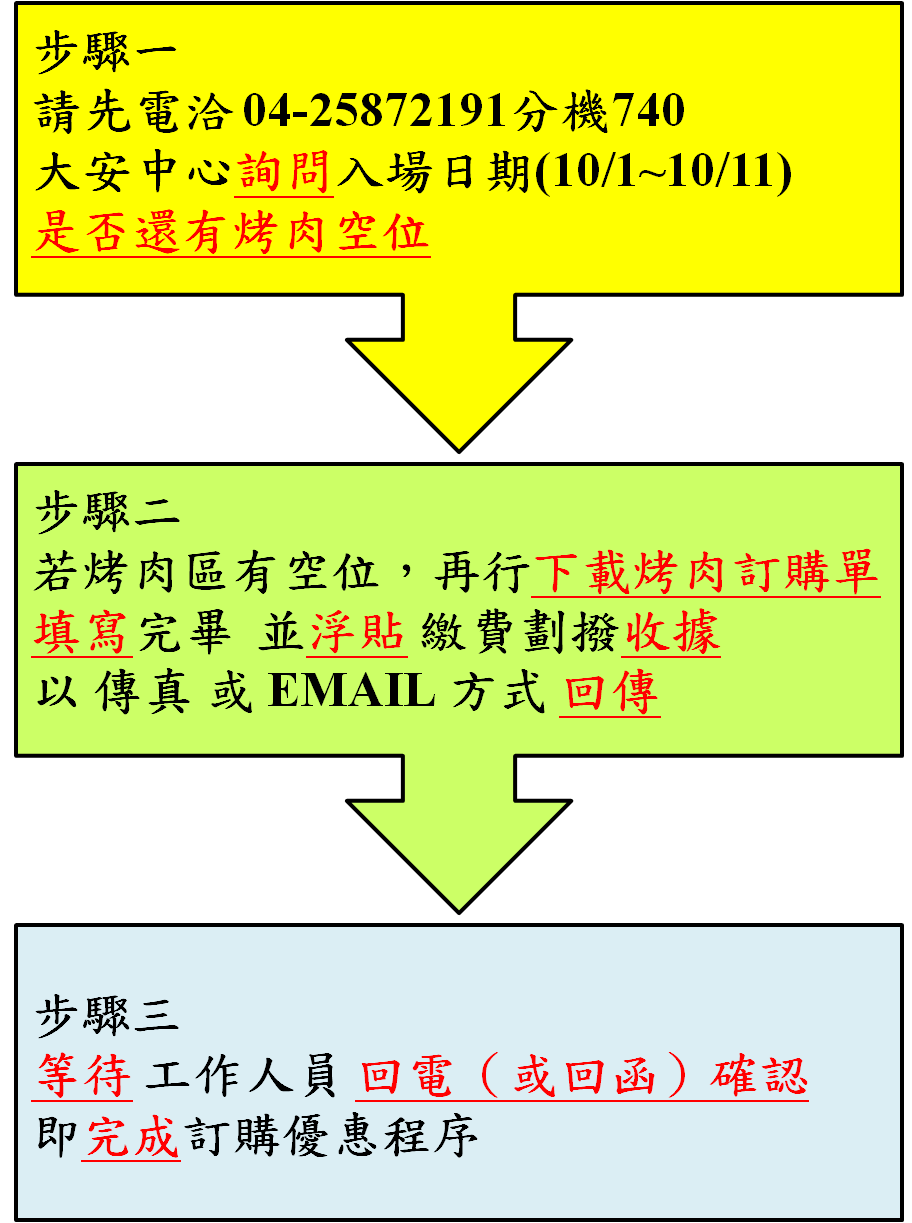 步驟一
請先電洽 04-25872191分機740
大安中心詢問入場日期(10/1~10/11)
是否還有烤肉空位
步驟二
若烤肉區有空位，再行下載烤肉訂購單
填寫完畢 並浮貼 繳費劃撥收據
以 傳真 或 EMAIL 方式 回傳
步驟三
等待 工作人員 回電（或回函）確認
即完成訂購優惠程序